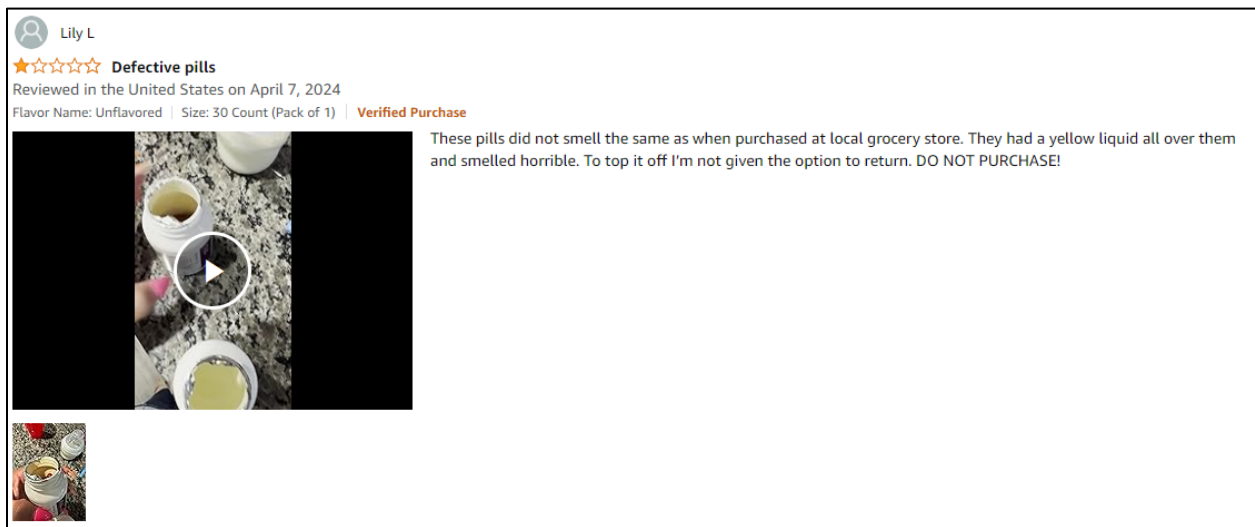 Lily L
Defective pills
Reviewed in the United States on April 7, 2024
Flavor Name: Unflavored | Size: 30 Count (Pack of 1) | Verified Purchase
These pills did not smell the same as when purchased at local grocery store. They had a yellow liquid all over them
and smelled horrible. To top it off I'm not given the option to return. DO NOT PURCHASE!